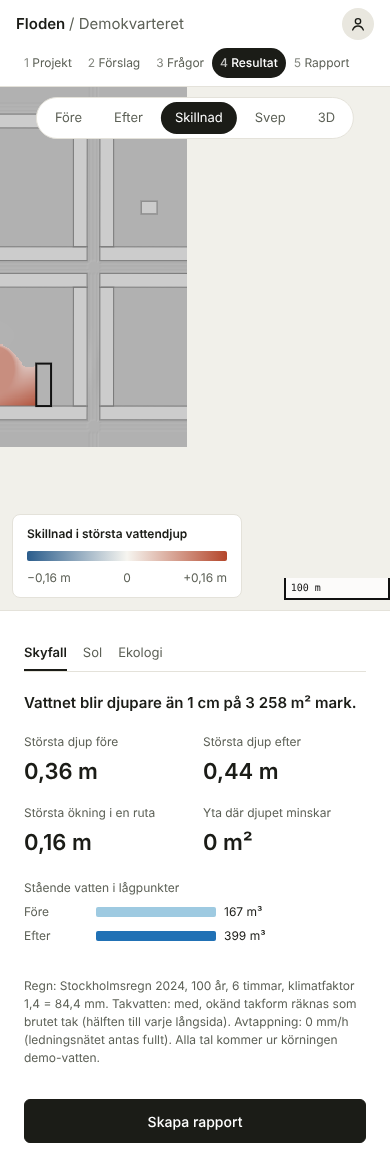 Floden / Demokvarteret
1 Projekt 2 Förslag 3 Frågor 4 Resultat 5 Rapport
Före Efter Skillnad Svep 3D
Skillnad i största vattendjup
−0,16 m 0 +0,16 m
100 m
Skyfall Sol Ekologi
Vattnet blir djupare än 1 cm på 3 258 m² mark.
Största djup före Största djup efter
0,36 m 0,44 m
Största ökning i en ruta Yta där djupet minskar
0,16 m 0 m²
Stående vatten i lågpunkter
Före 167 m³
Efter 399 m³
Regn: Stockholmsregn 2024, 100 år, 6 timmar, klimatfaktor
1,4 = 84,4 mm. Takvatten: med, okänd takform räknas som
brutet tak (hälften till varje långsida). Avtappning: 0 mm/h
(ledningsnätet antas fullt). Alla tal kommer ur körningen
demo-vatten.
Skapa rapport